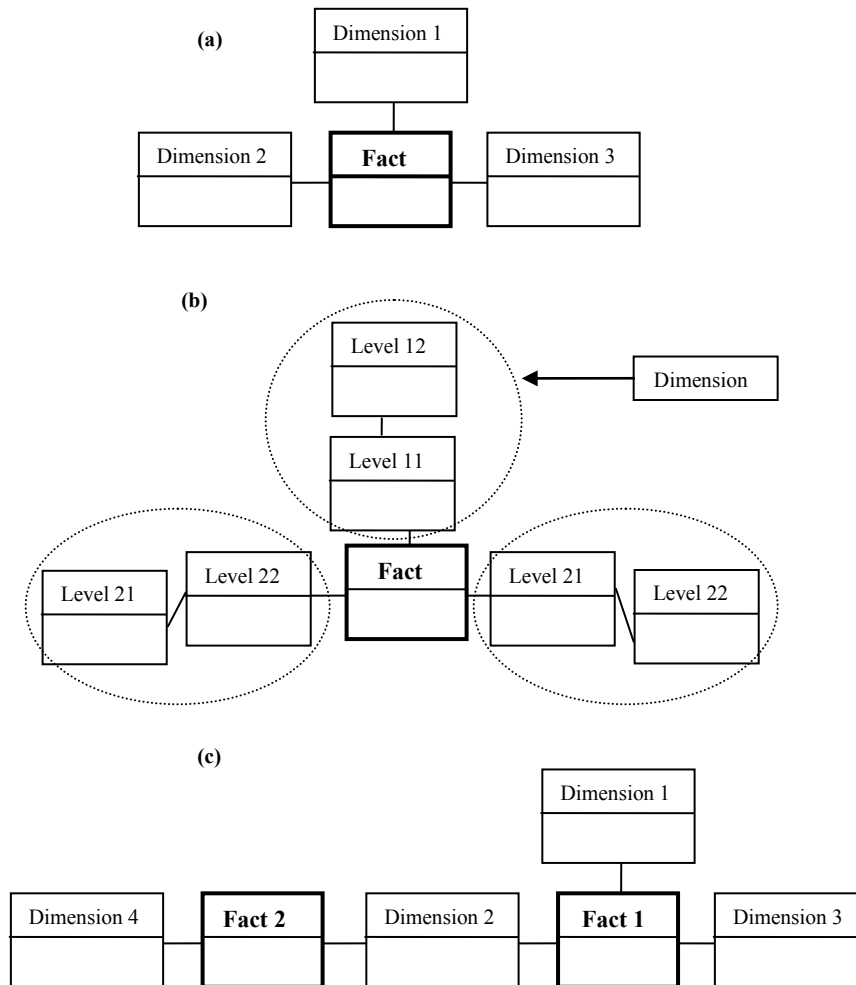 (a)
Dimension 1
Dimension 2
Fact
Dimension 3
(b)
Level 12
Dimension
Level 11
Fact
Level 21
Level 22
Level 21
Level 22
(c)
Dimension 1
Dimension 4
Fact 2
Dimension 2
Fact 1
Dimension 3